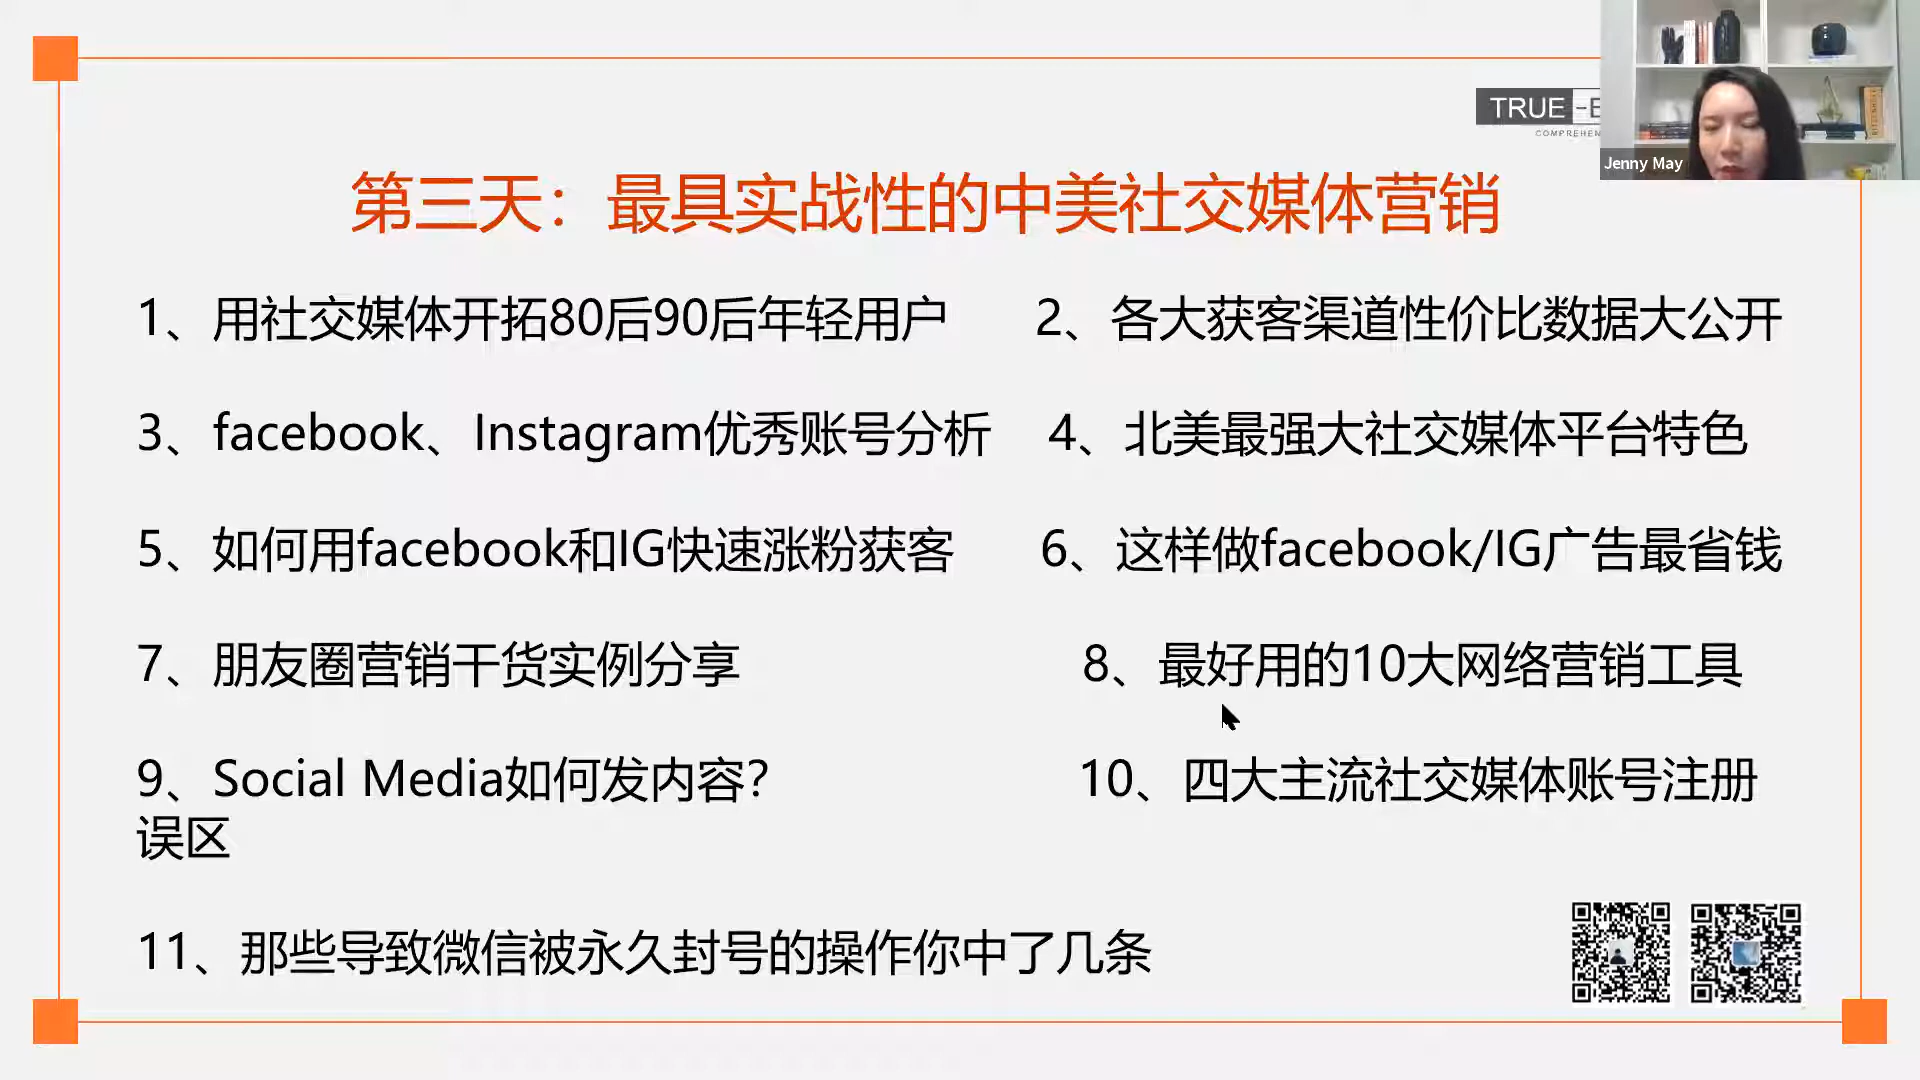 TRUE -E
COMPREHEN
Jenny May
第三天：最具实战性的中美社交媒体营销
1、用社交媒体开拓80后90后年轻用户 2、各大获客渠道性价比数据大公开
3、facebook、Instagram优秀账号分析 4、北美最强大社交媒体平台特色
5、如何用facebook和IG快速涨粉获客 6、这样做facebook/IG广告最省钱
7、朋友圈营销干货实例分享 8、最好用的10大网络营销工具
9、Social Media如何发内容? 10、四大主流社交媒体账号注册
误区
11、那些导致微信被永久封号的操作你中了几条